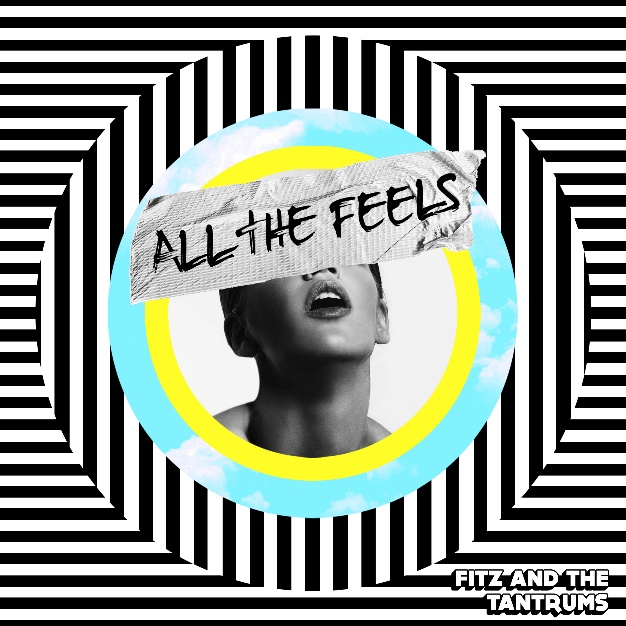 ALL THE FEELS
FITZ AND THE
TANTRUMS